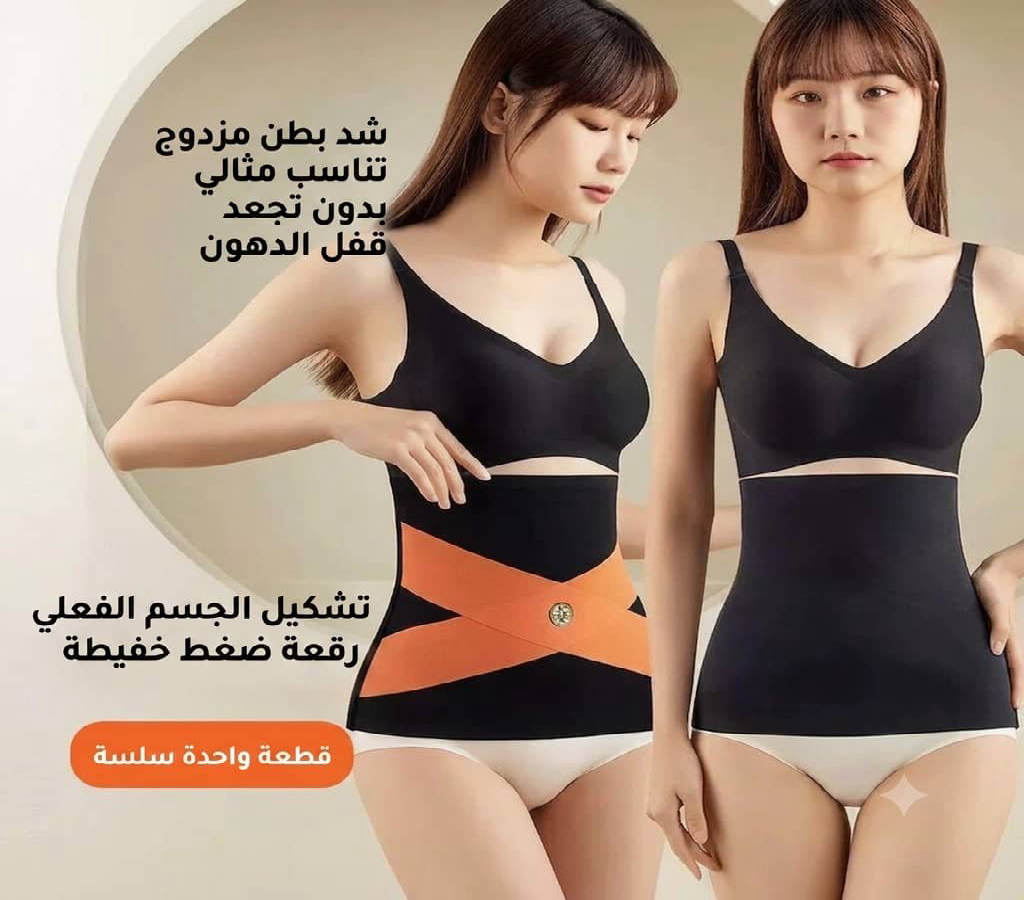 شد بطن مزدوج
تناسب مثالي
بدون تجعد
قفل الدهون
تشكيل الجسم الفعلي
رقعة ضغط خفيطة
قطعة واحدة سلسة